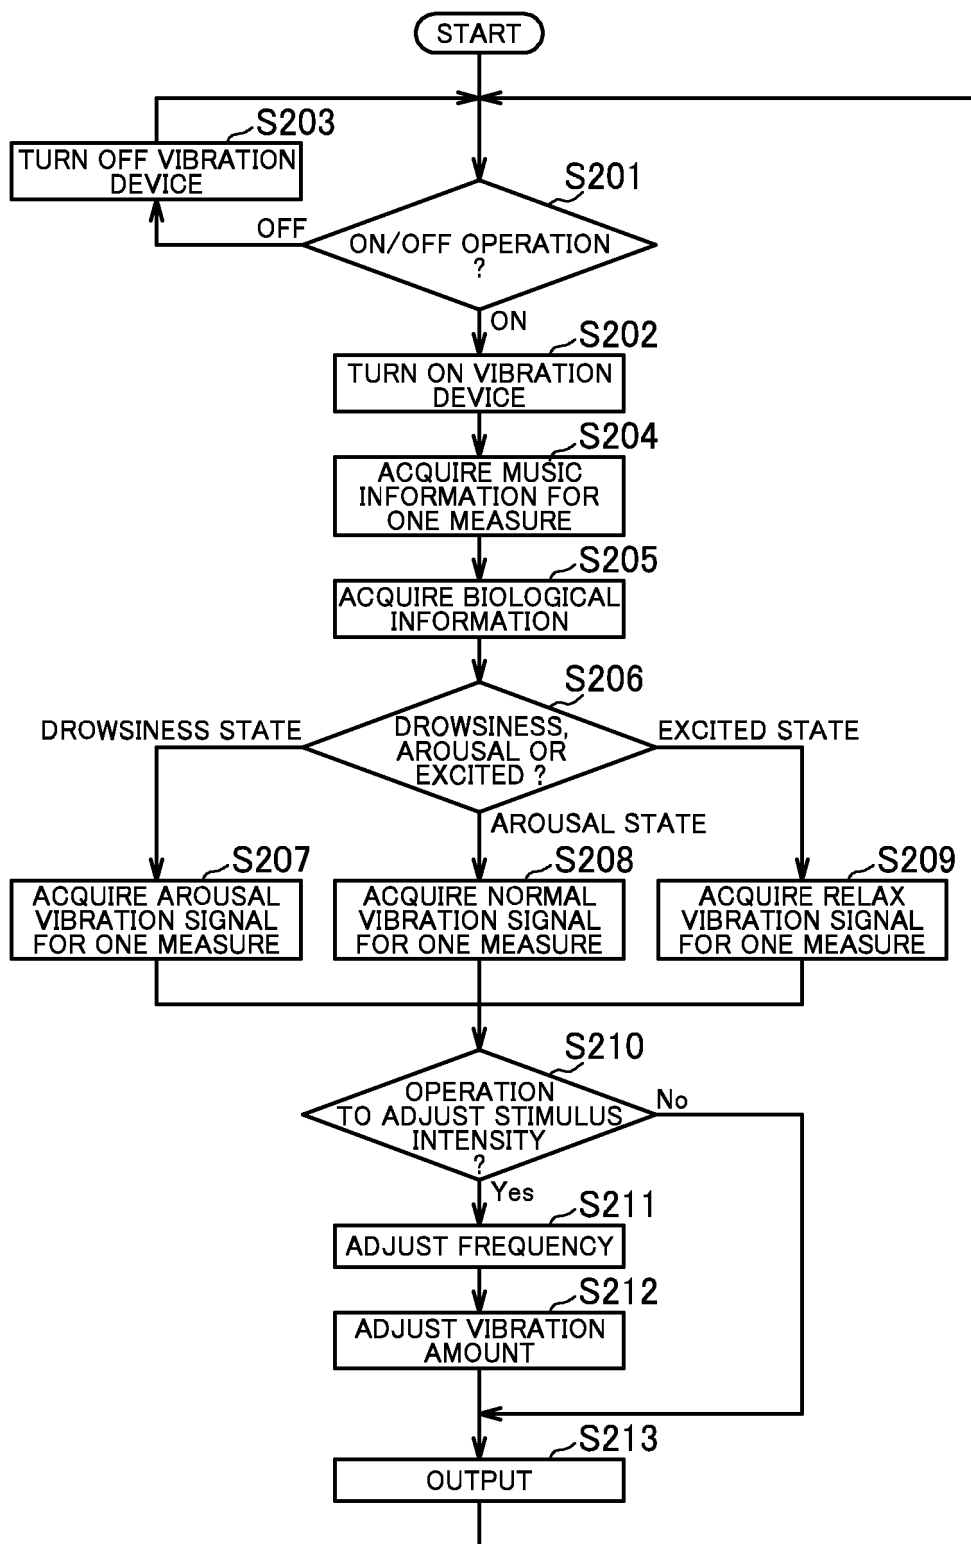 START
S203
TURN OFF VIBRATION
DEVICE
S201
OFF
ON/OFF OPERATION
?
ON
S202
TURN ON VIBRATION
DEVICE
S204
ACQUIRE MUSIC
INFORMATION FOR
ONE MEASURE
S205
ACQUIRE BIOLOGICAL
INFORMATION
S206
DROWSINESS STATE
DROWSINESS,
AROUSAL OR
EXCITED ?
EXCITED STATE
AROUSAL STATE
S207
ACQUIRE AROUSAL
VIBRATION SIGNAL
FOR ONE MEASURE
S208
ACQUIRE NORMAL
VIBRATION SIGNAL
FOR ONE MEASURE
S209
ACQUIRE RELAX
VIBRATION SIGNAL
FOR ONE MEASURE
S210
OPERATION
TO ADJUST STIMULUS
INTENSITY
?
No
Yes
S211
ADJUST FREQUENCY
S212
ADJUST VIBRATION
AMOUNT
S213
OUTPUT